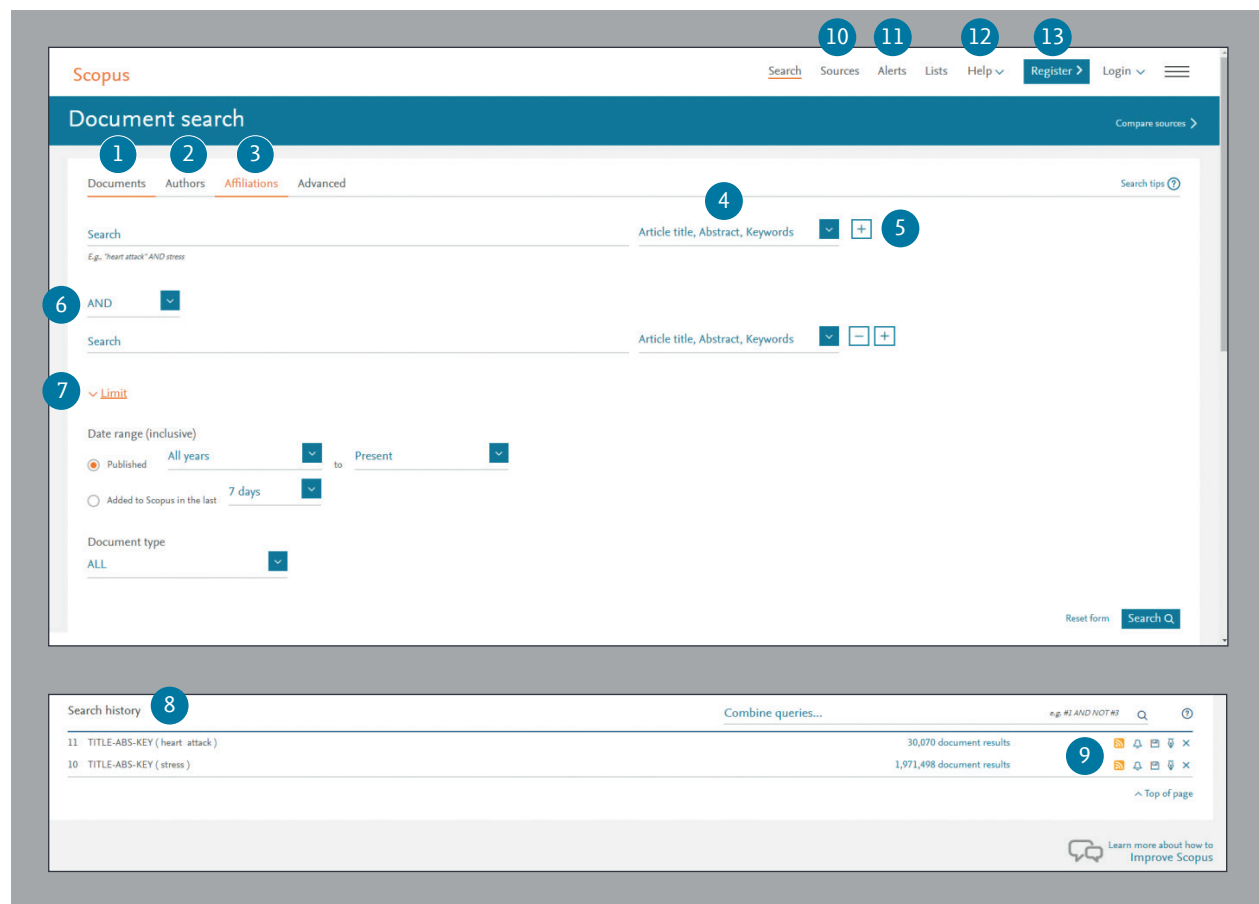 10 11 12 13
Scopus Search Sources Alerts Lists Help Register Login
Document search Compare sources
1 2 3
Documents Authors Affiliations Advanced Search tips ?
4
Search Article title, Abstract, Keywords + 5
E.g., "heart attack" AND stress
6 AND
Search Article title, Abstract, Keywords − +
7 Limit
Date range (inclusive)
Published All years to Present
Added to Scopus in the last 7 days
Document type
ALL
Reset form Search
Search history 8 Combine queries... e.g. #1 AND NOT #3 ?
11 TITLE-ABS-KEY ( heart attack ) 30,070 document results
9
10 TITLE-ABS-KEY ( stress ) 1,971,498 document results
Top of page
Learn more about how to
Improve Scopus